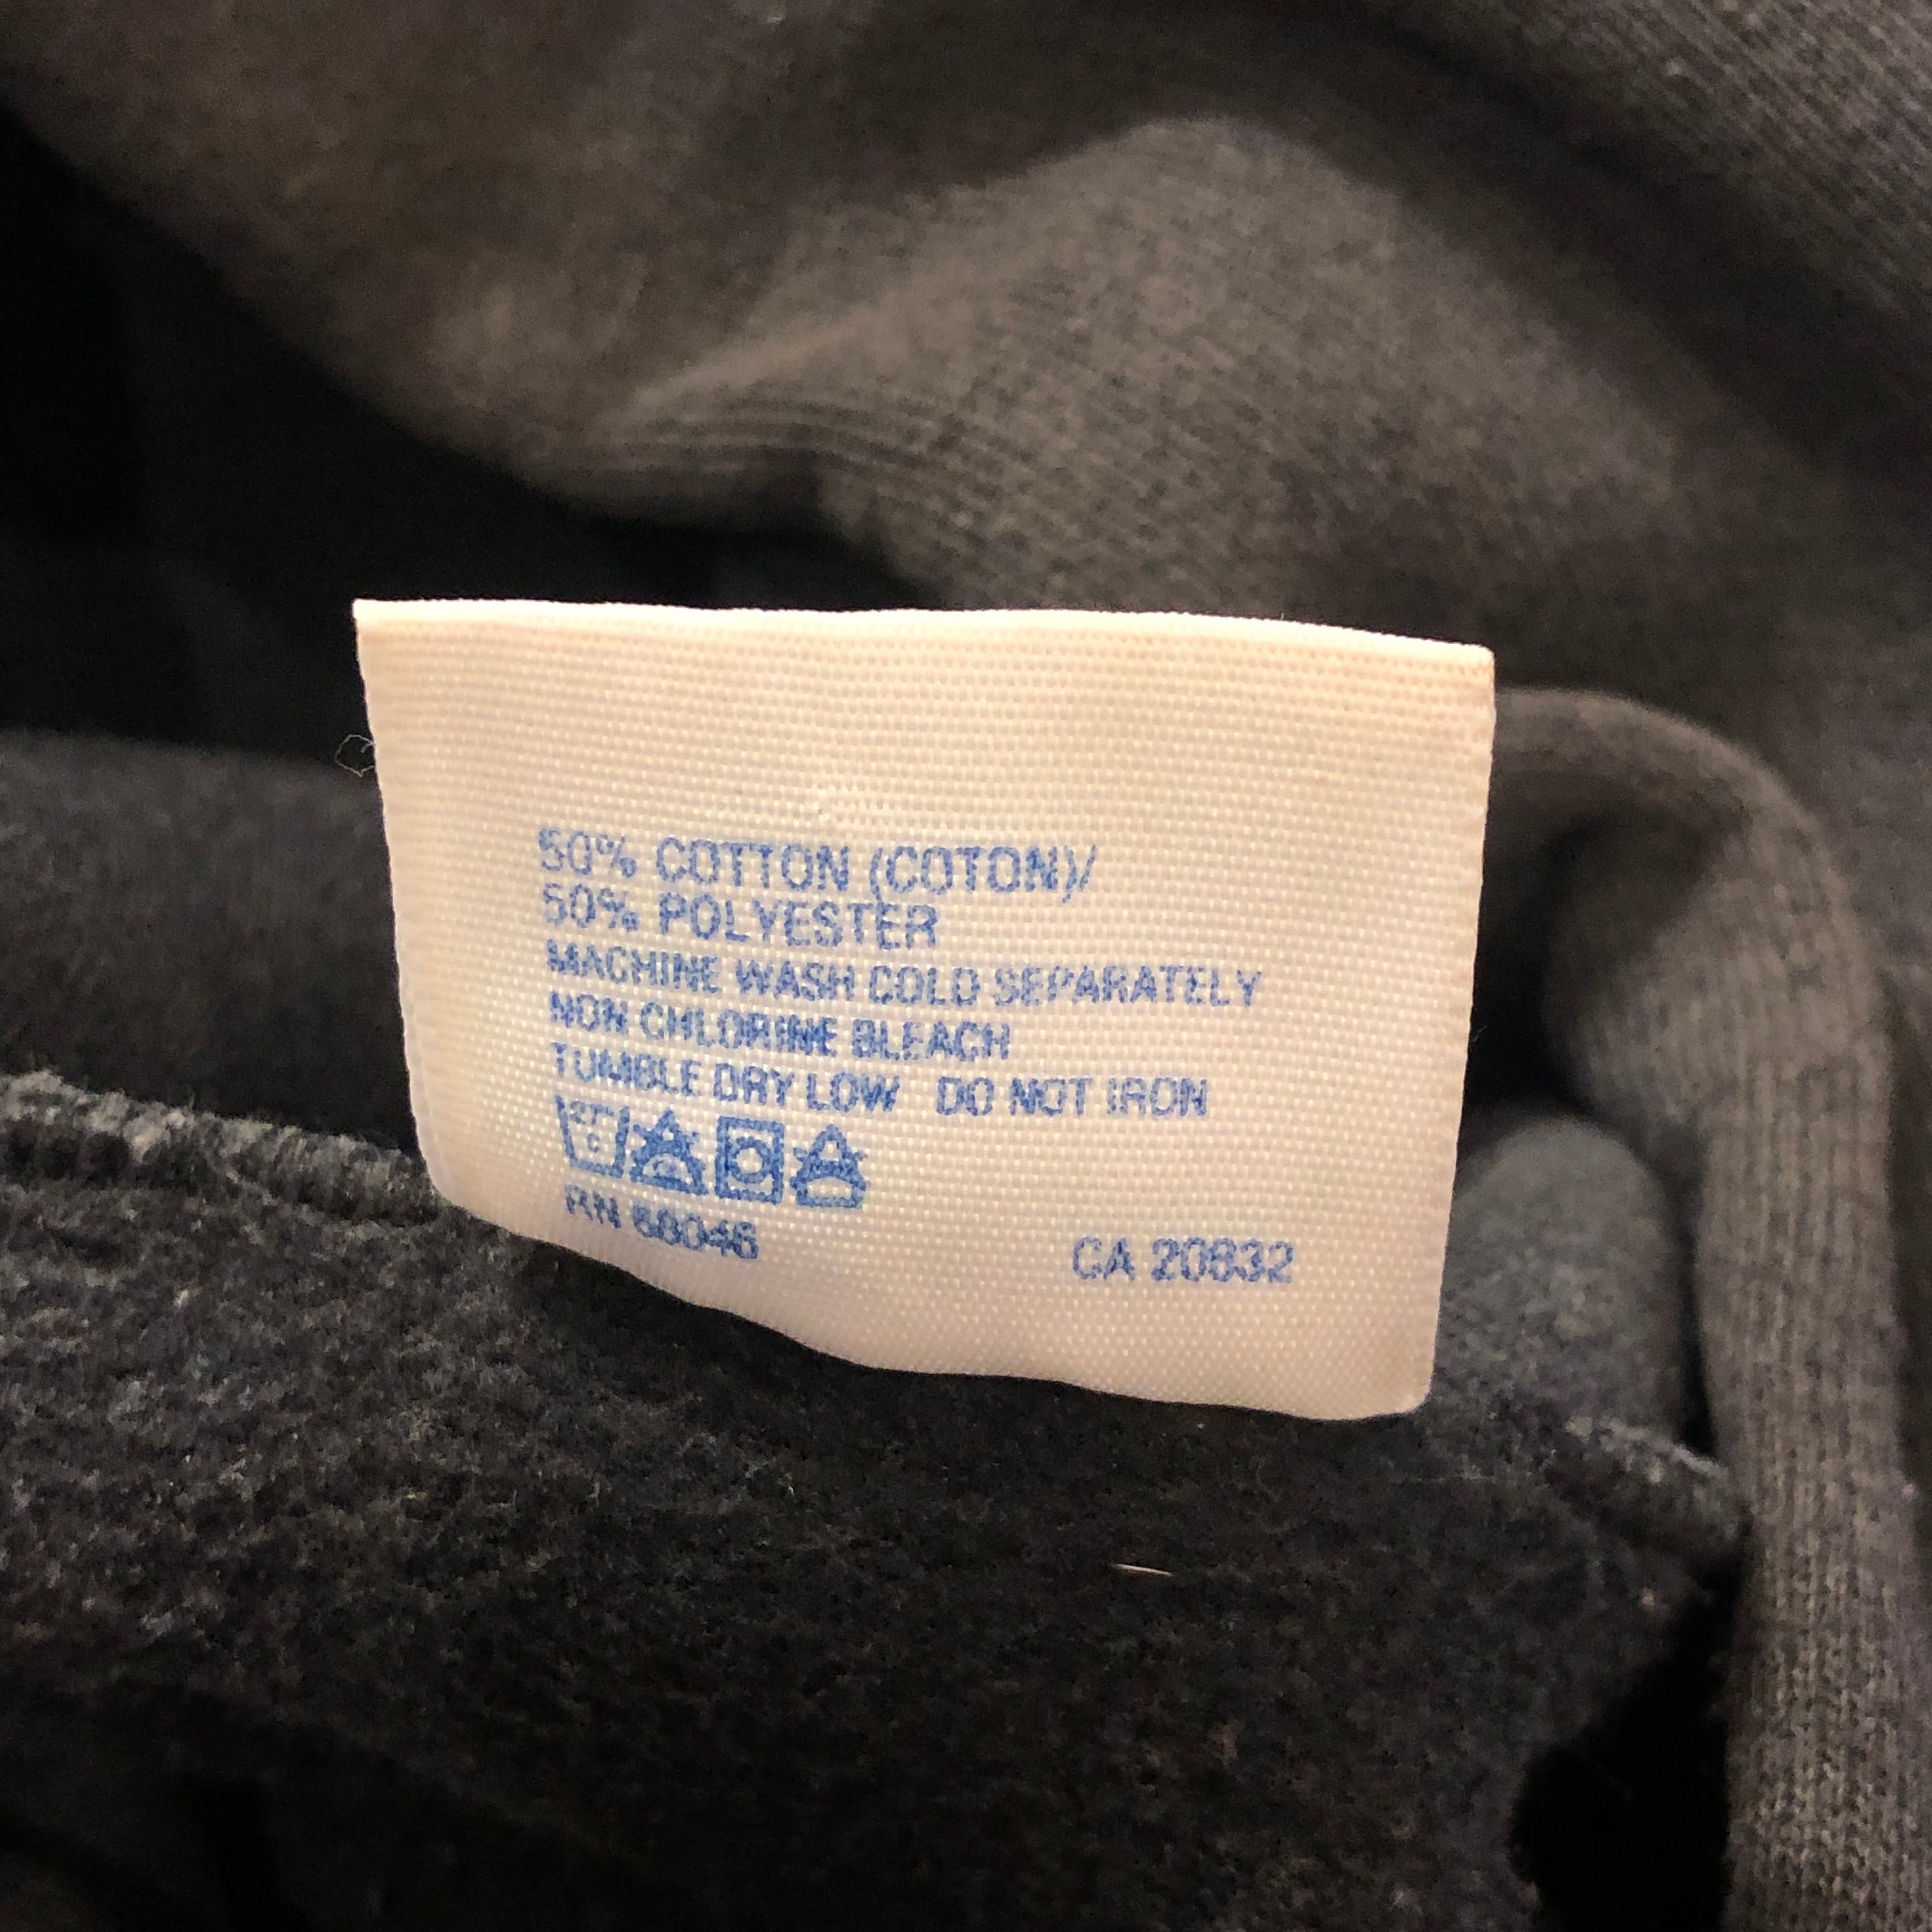 50% COTTON (COTON)/
50% POLYESTER
MACHINE WASH COLD SEPARATELY
NON CHLORINE BLEACH
TUMBLE DRY LOW DO NOT IRON
RN
CA 20832